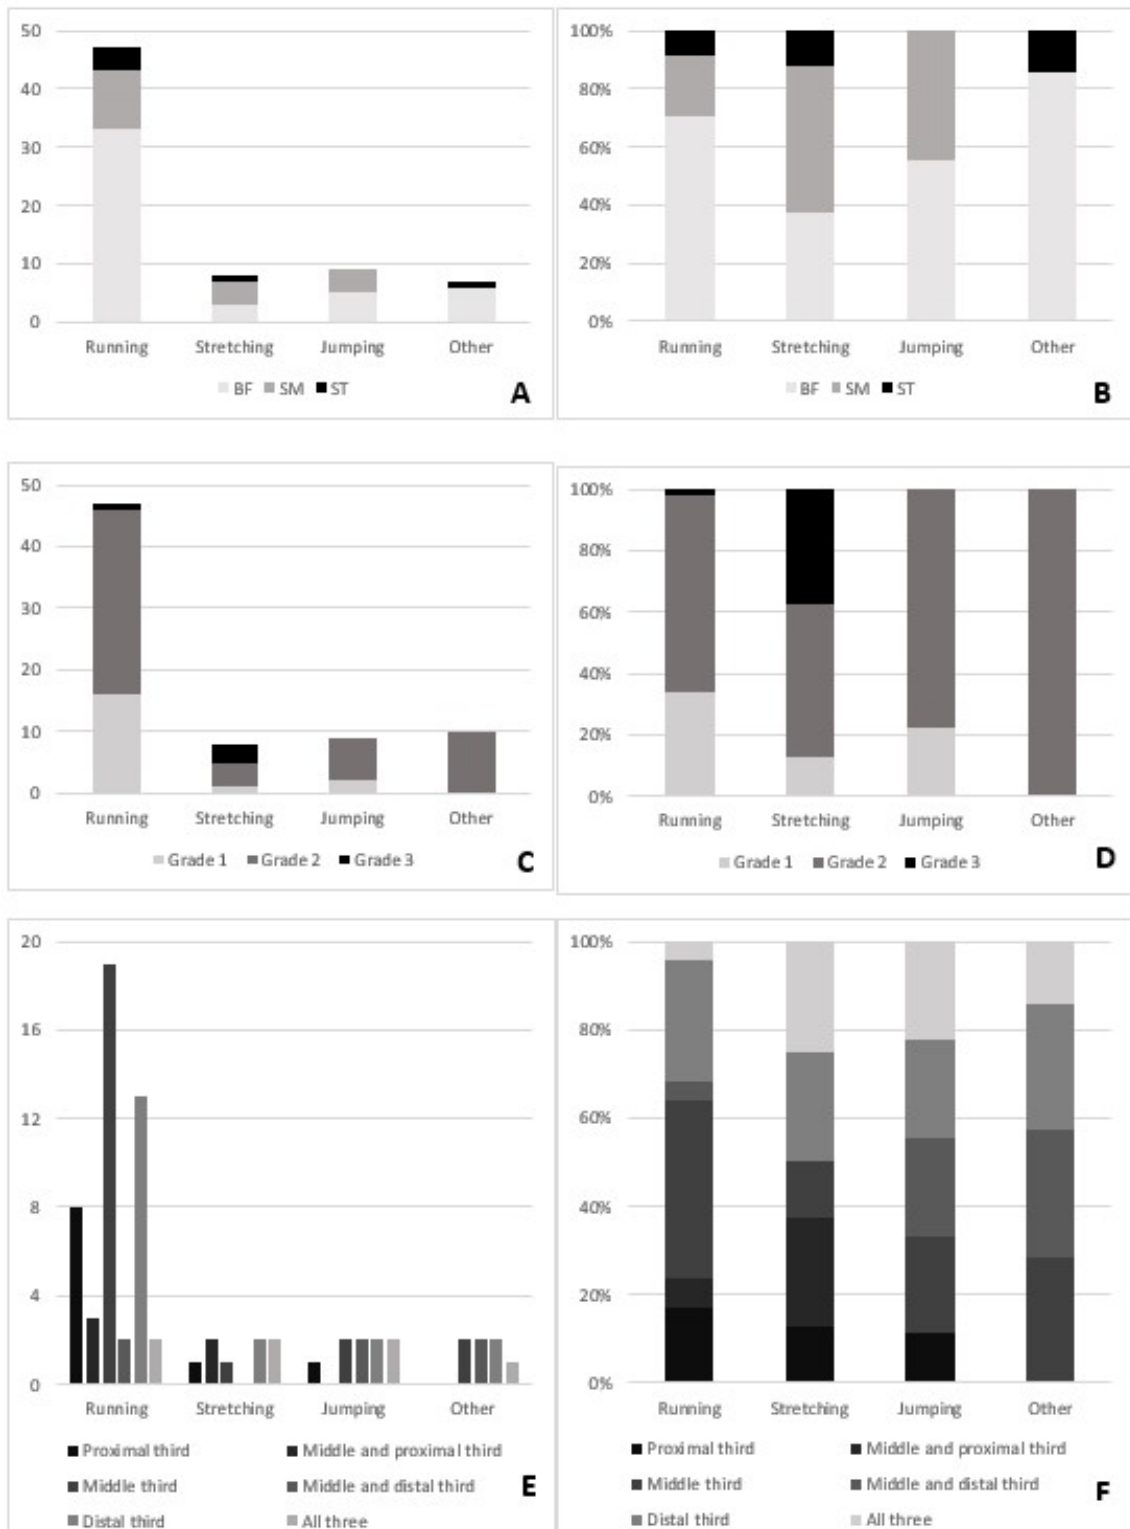 50
40
30
20
10
0
Running Stretching Jumping Other
BF SM ST
A
100%
80%
60%
40%
20%
0%
Running Stretching Jumping Other
BF SM ST
B
50
40
30
20
10
0
Running Stretching Jumping Other
Grade 1 Grade 2 Grade 3
C
100%
80%
60%
40%
20%
0%
Running Stretching Jumping Other
Grade 1 Grade 2 Grade 3
D
20
16
12
8
4
0
Running Stretching Jumping Other
Proximal third Middle and proximal third
Middle third Middle and distal third
Distal third All three
E
100%
80%
60%
40%
20%
0%
Running Stretching Jumping Other
Proximal third Middle and proximal third
Middle third Middle and distal third
Distal third All three
F